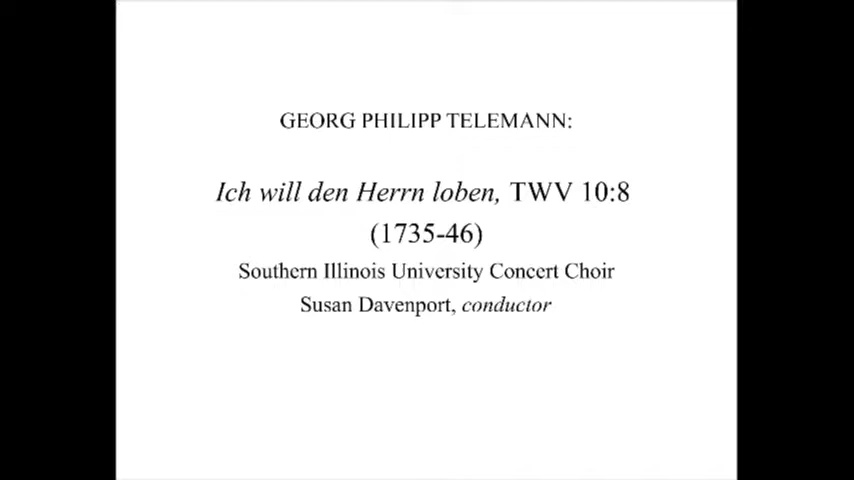 GEORG PHILIPP TELEMANN:
Ich will den Herrn loben, TWV 10:8
(1735-46)
Southern Illinois University Concert Choir
Susan Davenport, conductor